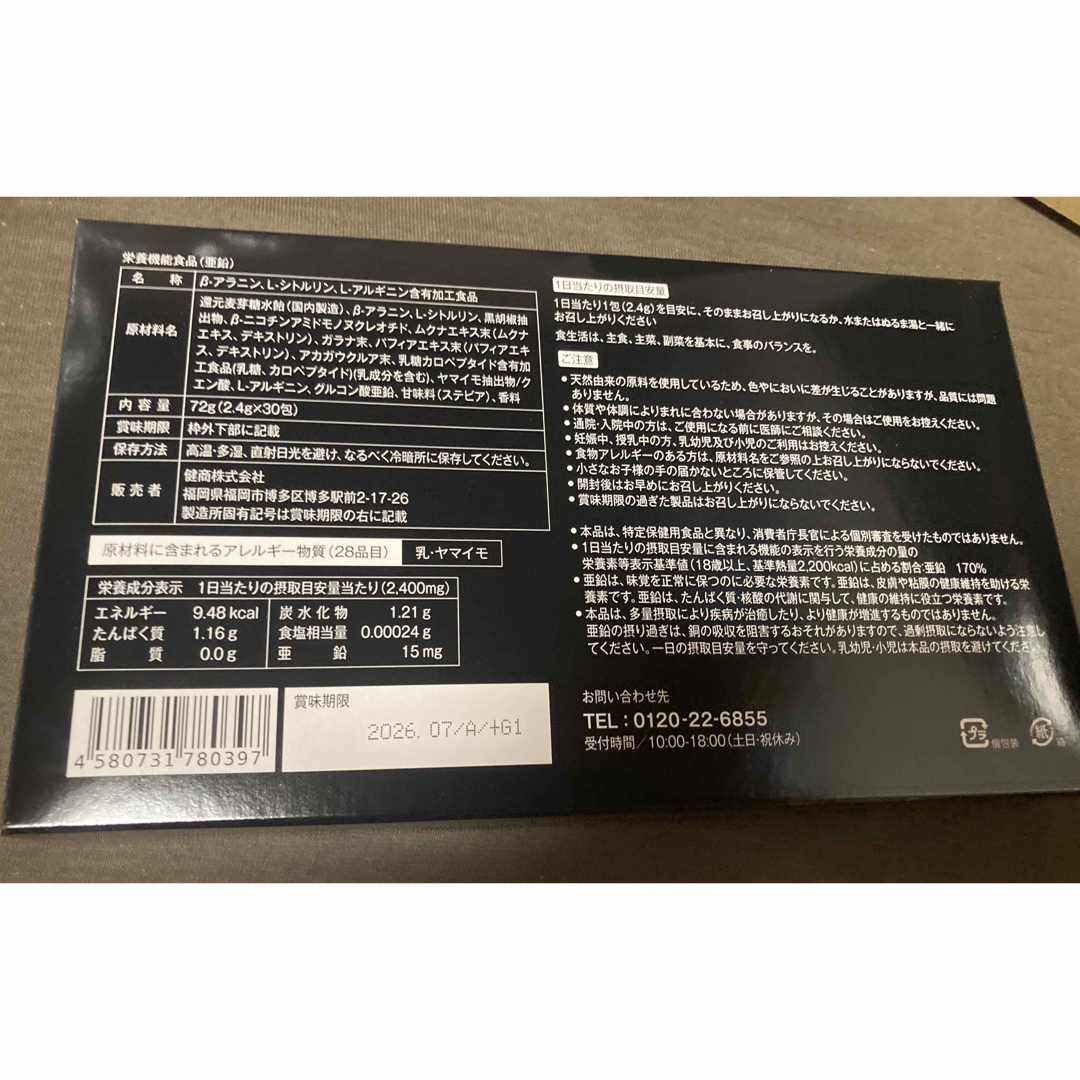 栄養機能食品(亜鉛)
名 称 β-アラニン、L-シトルリン、L-アルギニン含有加工食品
原材料名
還元麦芽糖水飴(国内製造)、β-アラニン、L-シトルリン、黒胡椒抽
出物、β-ニコチンアミドモノヌクレオチド、ムクナエキス末(ムクナ
エキス、デキストリン)、ガラナ末、パフィアエキス末(パフィアエキ
ス、デキストリン)、アカガウクルア末、乳糖カロペプタイド含有加
工食品(乳糖、カロペプタイド)(乳成分を含む)、ヤマイモ抽出物/ク
エン酸、L-アルギニン、グルコン酸亜鉛、甘味料(ステビア)、香料
内容量 72g(2.4g×30包)
賞味期限 枠外下部に記載
保存方法 高温・多湿、直射日光を避け、なるべく冷暗所に保存してください。
販売者
健商株式会社
福岡県福岡市博多区博多駅前2-17-26
製造所固有記号は賞味期限の右に記載
原材料に含まれるアレルギー物質(28品目) 乳・ヤマイモ
栄養成分表示 1日当たりの摂取目安量当たり(2,400mg)
エネルギー 9.48kcal 炭水化物 1.21g
たんぱく質 1.16g 食塩相当量 0.00024g
脂質 0.0g 亜鉛 15mg
4 580731 780397
賞味期限
2026.07/A/+G1
1日当たりの摂取目安量
1日当たり1包(2.4g)を目安に、そのままお召し上がりになるか、水またはぬるま湯と一緒に
お召し上がりください
食生活は、主食、主菜、副菜を基本に、食事のバランスを。
ご注意
●天然由来の原料を使用しているため、色やにおいに差が生じることがありますが、品質には問題
ありません。
●体質や体調によりまれに合わない場合がありますが、その場合はご使用をお控えください。
●通院・入院中の方は、ご使用になる前に医師にご相談ください。
●妊娠中、授乳中の方、乳幼児及び小児のご利用はお控えください。
●食物アレルギーのある方は、原材料名をご参照の上お召し上がりにならないでください。
●小さなお子様の手の届かないところに保管してください。
●開封後はお早めにお召し上がりください。
●賞味期限の過ぎた製品はお召し上がりにならないでください。
●本品は、特定保健用食品と異なり、消費者庁長官による個別審査を受けたものではありません。
●1日当たりの摂取目安量に含まれる機能の表示を行う栄養成分の量の
栄養素等表示基準値(18歳以上、基準熱量2,200kcal)に占める割合:亜鉛 170%
●亜鉛は、味覚を正常に保つのに必要な栄養素です。亜鉛は、皮膚や粘膜の健康維持を助ける栄
養素です。亜鉛は、たんぱく質・核酸の代謝に関与して、健康の維持に役立つ栄養素です。
●本品は、多量摂取により疾病が治癒したり、より健康が増進するものではありません。
亜鉛の摂り過ぎは、銅の吸収を阻害するおそれがありますので、過剰摂取にならないよう注意し
てください。一日の摂取目安量を守ってください。乳幼児・小児は本品の摂取を避けてください。
お問い合わせ先
TEL:0120-22-6855
受付時間/10:00-18:00(土日・祝休み)
プラ 個包装 紙 箱